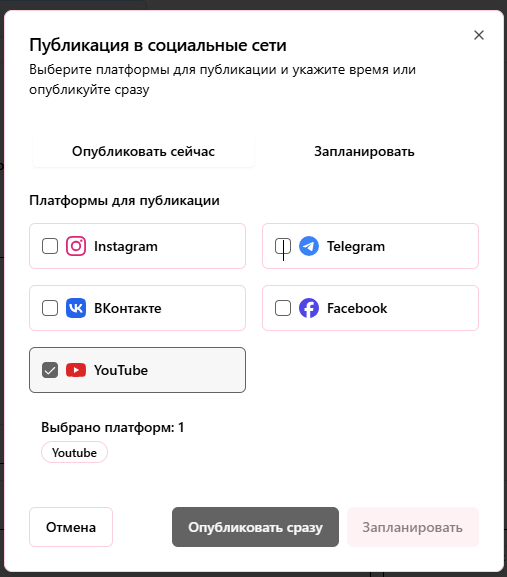 Публикация в социальные сети
Выберите платформы для публикации и укажите время или
опубликуйте сразу
Опубликовать сейчас
Запланировать
Платформы для публикации
Instagram
Telegram
ВКонтакте
Facebook
YouTube
Выбрано платформ: 1
Youtube
Отмена
Опубликовать сразу
Запланировать